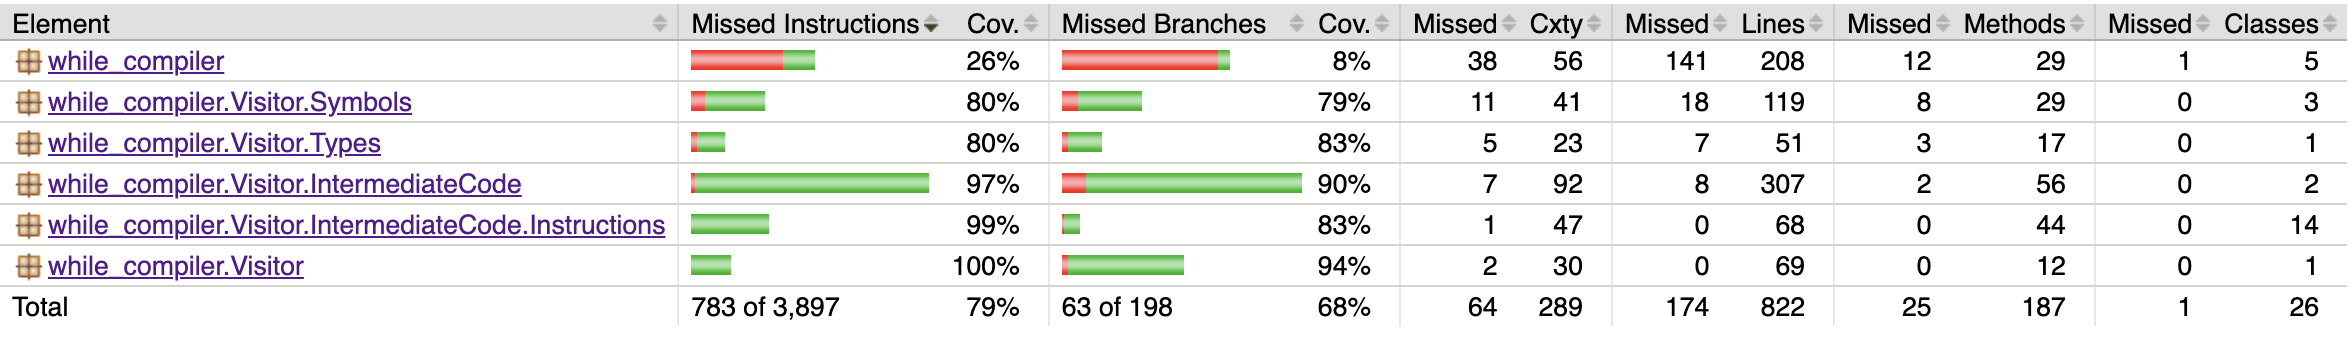 Element Missed Instructions Cov. Missed Branches Cov. Missed Cxty Missed Lines Missed Methods Missed Classes
while_compiler 26% 8% 38 56 141 208 12 29 1 5
while_compiler.Visitor.Symbols 80% 79% 11 41 18 119 8 29 0 3
while_compiler.Visitor.Types 80% 83% 5 23 7 51 3 17 0 1
while_compiler.Visitor.IntermediateCode 97% 90% 7 92 8 307 2 56 0 2
while_compiler.Visitor.IntermediateCode.Instructions 99% 83% 1 47 0 68 0 44 0 14
while_compiler.Visitor 100% 94% 2 30 0 69 0 12 0 1
Total 783 of 3,897 79% 63 of 198 68% 64 289 174 822 25 187 1 26